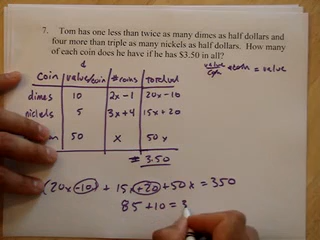 7. Tom has one less than twice as many dimes as half dollars and
four more than triple as many nickels as half dollars. How many
of each coin does he have if he has $3.50 in all?
value/coin · # coin = value
¢
coin value/coin # coins Total val
dimes 10 2x-1 20x-10
nickels 5 3x+4 15x+20
50 x 50x
= 3.50
(20x-10) + 15x+20+50x = 350
85 + 10 = 3